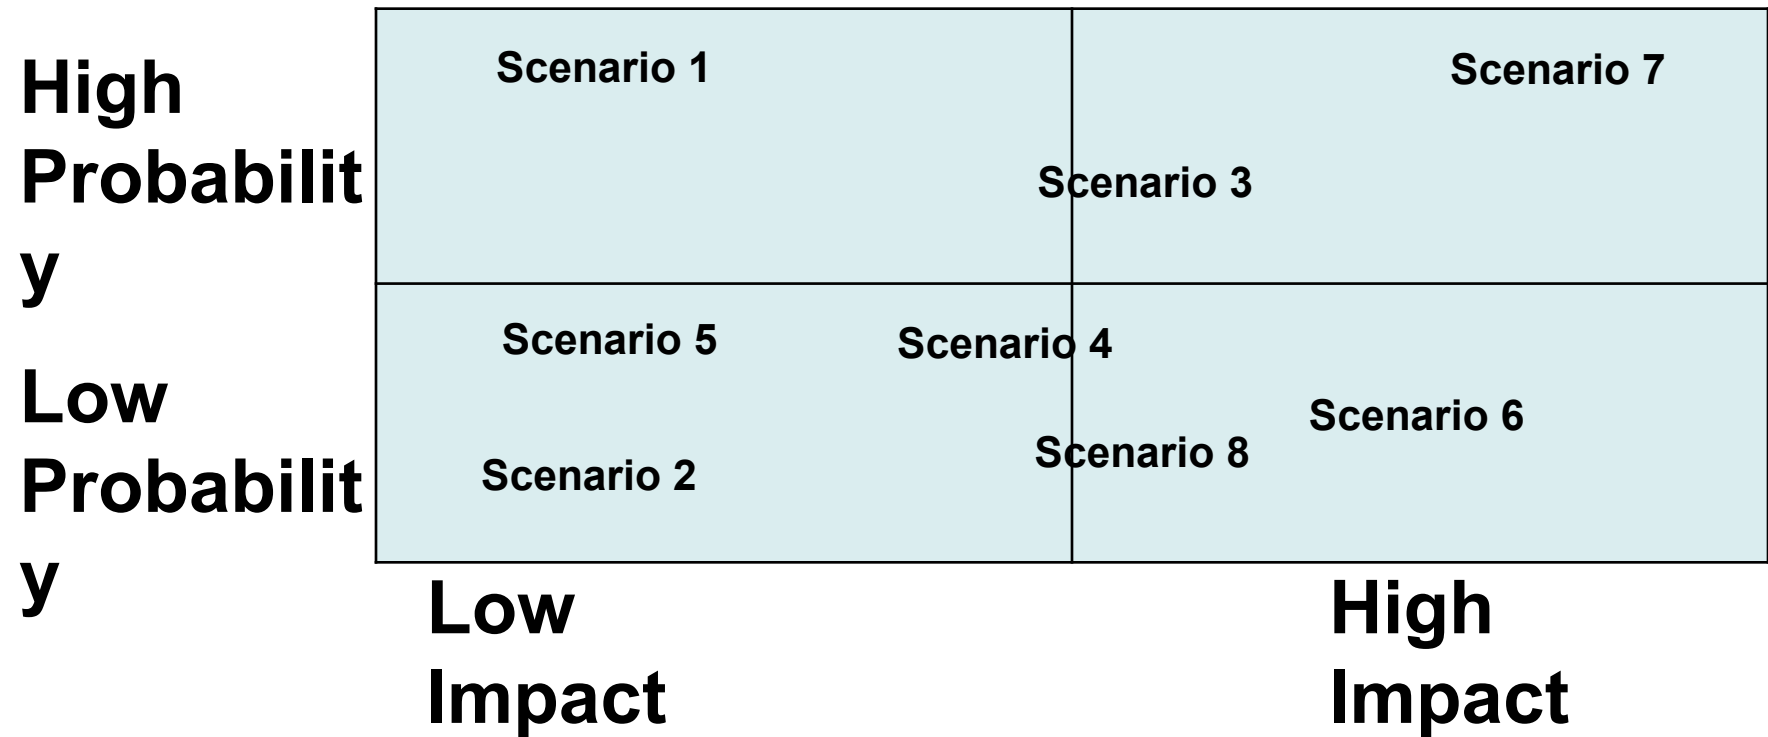 High
Probabilit
y
Low
Probabilit
y
Scenario 1
Scenario 7
Scenario 3
Scenario 5
Scenario 4
Scenario 6
Scenario 8
Scenario 2
Low
Impact
High
Impact